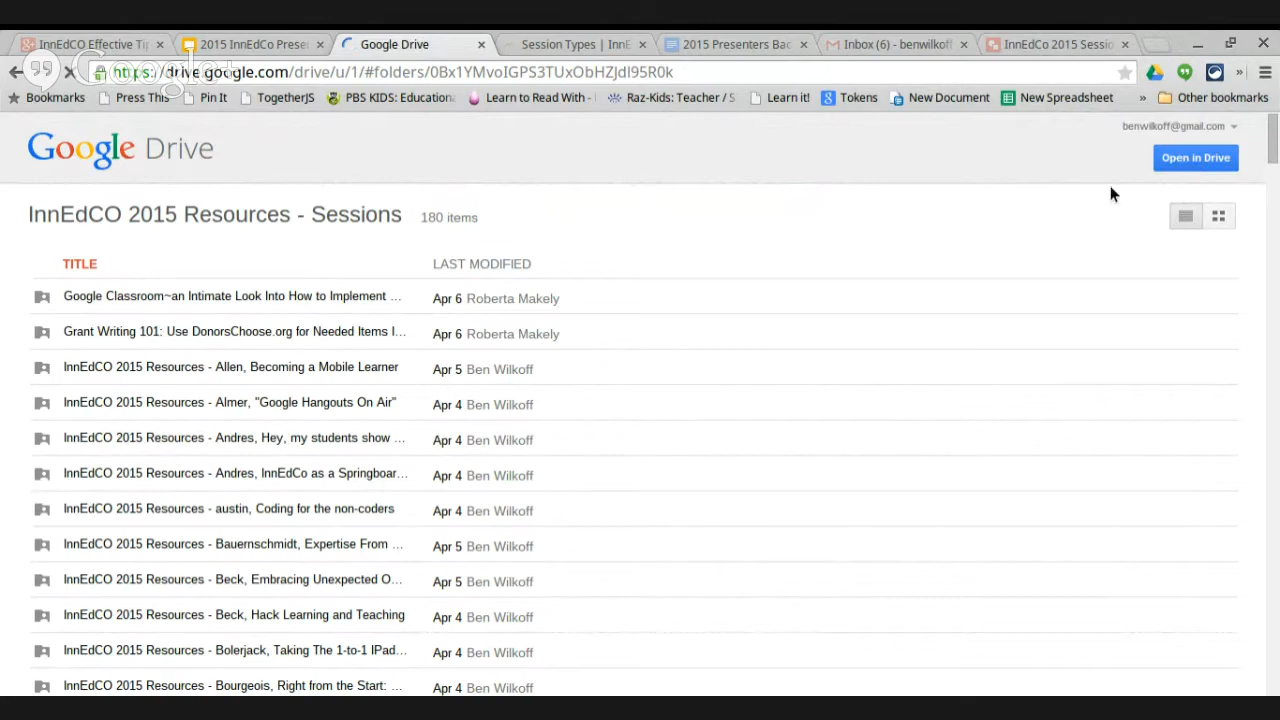 InnEdCO Effective Tip
2015 InnEdCo Prese
Google Drive
Session Types | InnE
2015 Presenters Bac
Inbox (6) - benwilkoff
InnEdCo 2015 Sessio
Google+
https://drive.google.com/drive/u/1/#folders/0Bx1YMvoIGPS3TUxObHZJdl95R0k
Bookmarks
Press This
Pin It
TogetherJS
PBS KIDS: Educationa
Learn to Read With -
Raz-Kids: Teacher / S
Learn it!
Tokens
New Document
New Spreadsheet
»
Other bookmarks
benwilkoff@gmail.com
Google Drive
Open in Drive
InnEdCO 2015 Resources - Sessions 180 items
TITLE LAST MODIFIED
Google Classroom~an Intimate Look Into How to Implement ... Apr 6 Roberta Makely
Grant Writing 101: Use DonorsChoose.org for Needed Items I... Apr 6 Roberta Makely
InnEdCO 2015 Resources - Allen, Becoming a Mobile Learner Apr 5 Ben Wilkoff
InnEdCO 2015 Resources - Almer, "Google Hangouts On Air" Apr 4 Ben Wilkoff
InnEdCO 2015 Resources - Andres, Hey, my students show ... Apr 4 Ben Wilkoff
InnEdCO 2015 Resources - Andres, InnEdCo as a Springboar... Apr 4 Ben Wilkoff
InnEdCO 2015 Resources - austin, Coding for the non-coders Apr 4 Ben Wilkoff
InnEdCO 2015 Resources - Bauernschmidt, Expertise From ... Apr 5 Ben Wilkoff
InnEdCO 2015 Resources - Beck, Embracing Unexpected O... Apr 5 Ben Wilkoff
InnEdCO 2015 Resources - Beck, Hack Learning and Teaching Apr 4 Ben Wilkoff
InnEdCO 2015 Resources - Bolerjack, Taking The 1-to-1 IPad... Apr 4 Ben Wilkoff
InnEdCO 2015 Resources - Bourgeois, Right from the Start: ... Apr 4 Ben Wilkoff